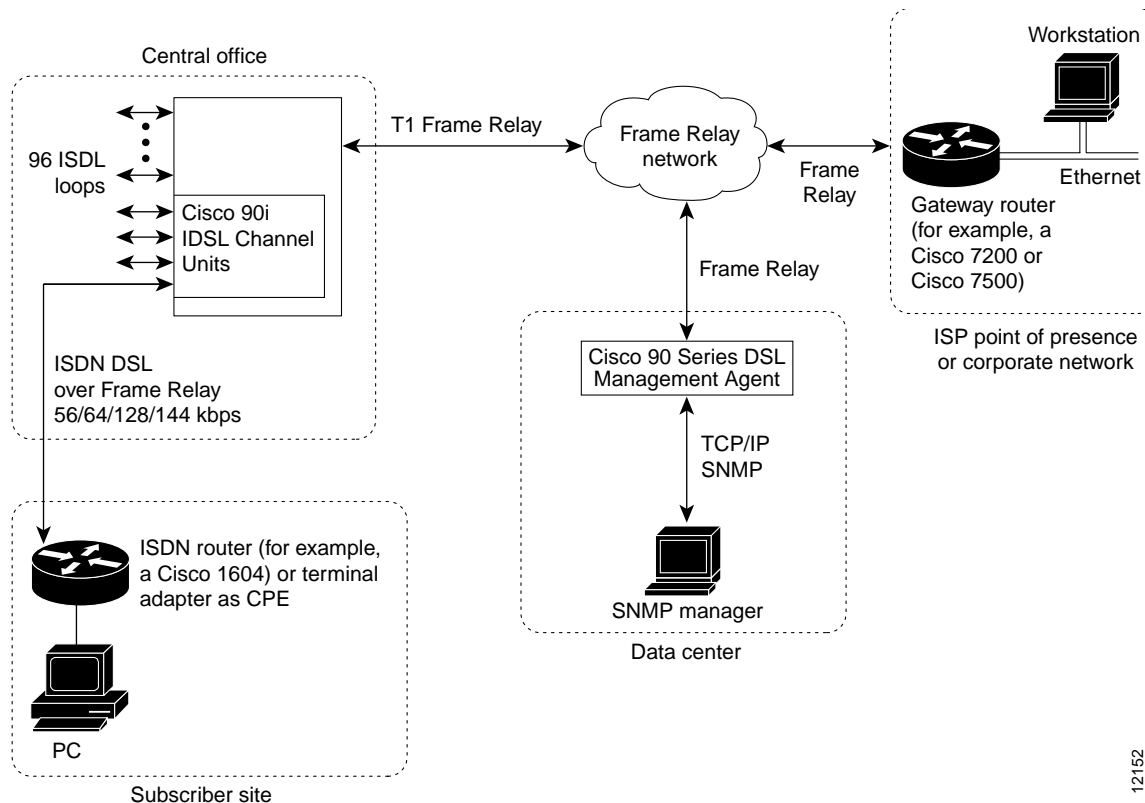 Central office
96 ISDL
loops
Cisco 90i
IDSL Channel
Units
T1 Frame Relay
Frame Relay
network
Frame
Relay
Workstation
Ethernet
Gateway router
(for example, a
Cisco 7200 or
Cisco 7500)
ISP point of presence
or corporate network
Frame Relay
Cisco 90 Series DSL
Management Agent
TCP/IP
SNMP
SNMP manager
Data center
ISDN DSL
over Frame Relay
56/64/128/144 kbps
ISDN router (for example,
a Cisco 1604) or terminal
adapter as CPE
PC
Subscriber site
12152